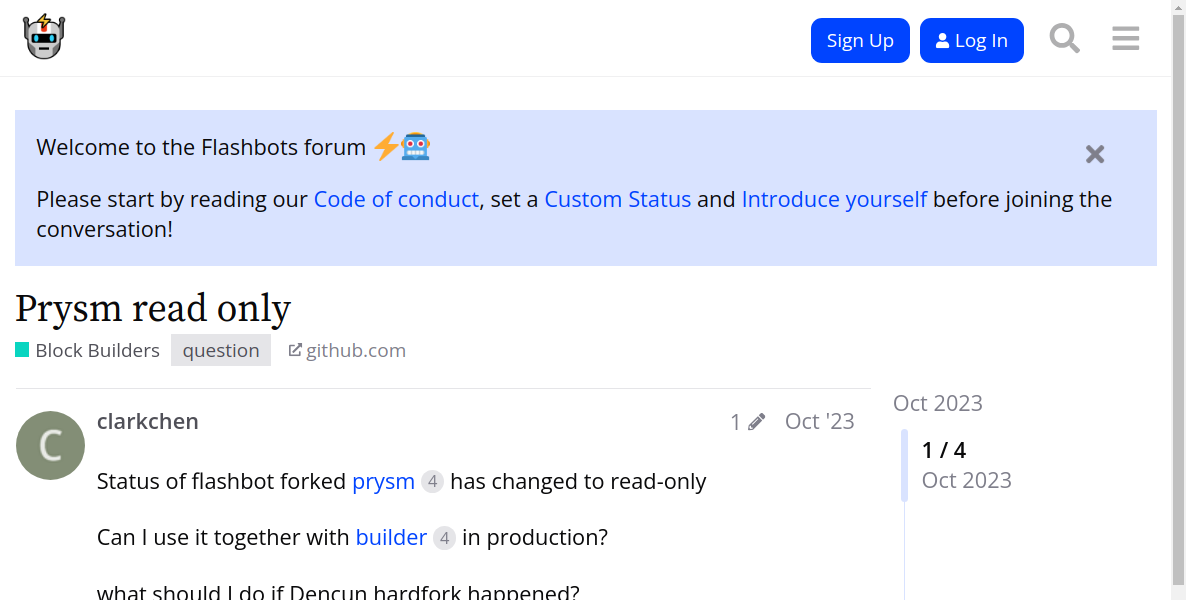 Sign Up
Log In
Welcome to the Flashbots forum
Please start by reading our Code of conduct, set a Custom Status and Introduce yourself before joining the
conversation!
Prysm read only
Block Builders question github.com
Oct 2023
C
clarkchen 1 Oct '23
1 / 4
Oct 2023
Status of flashbot forked prysm 4 has changed to read-only
Can I use it together with builder 4 in production?
what should I do if Dencun hardfork happened?